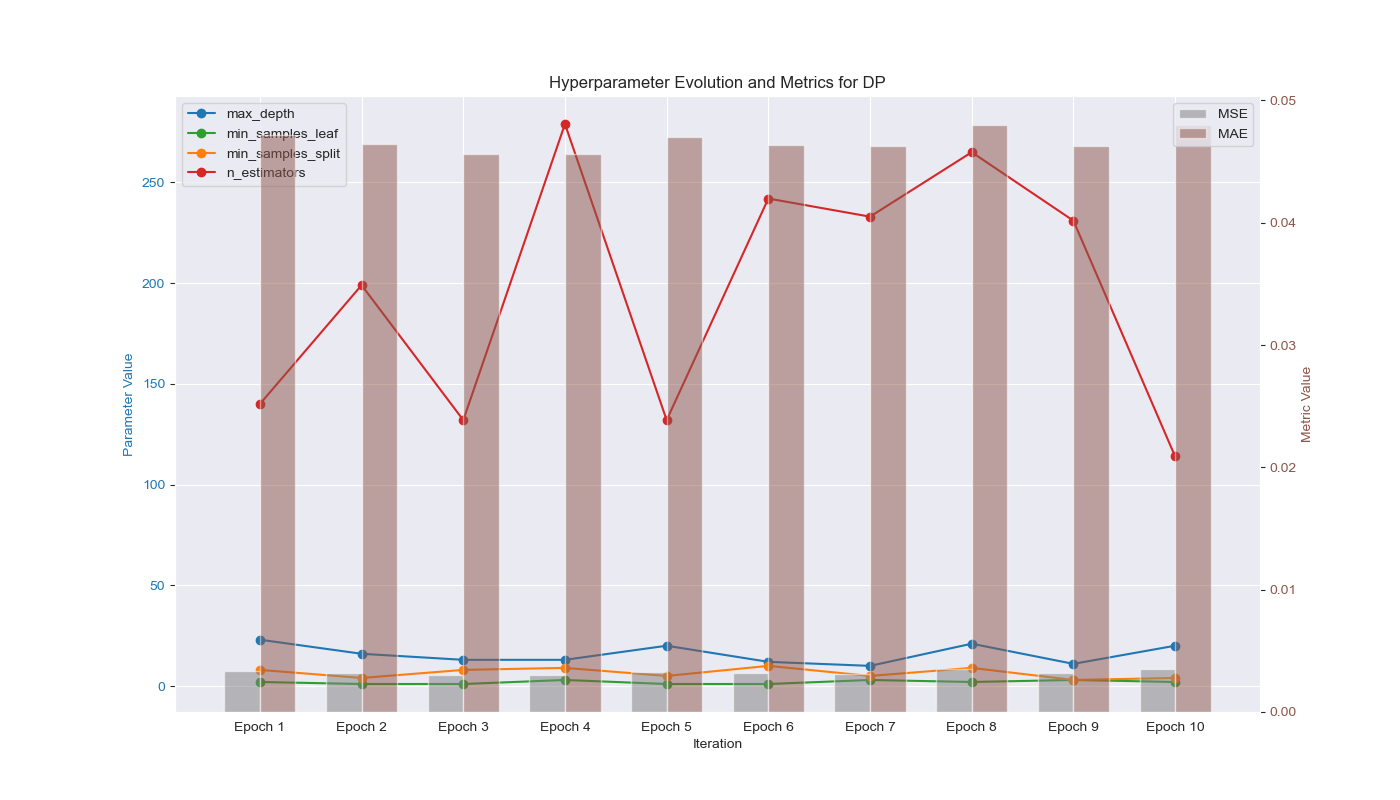 Hyperparameter Evolution and Metrics for DP
max_depth
min_samples_leaf
min_samples_split
n_estimators
MSE
MAE
250
200
150
100
50
0
Parameter Value
0.05
0.04
0.03
0.02
0.01
0.00
Metric Value
Epoch 1 Epoch 2 Epoch 3 Epoch 4 Epoch 5 Epoch 6 Epoch 7 Epoch 8 Epoch 9 Epoch 10
Iteration